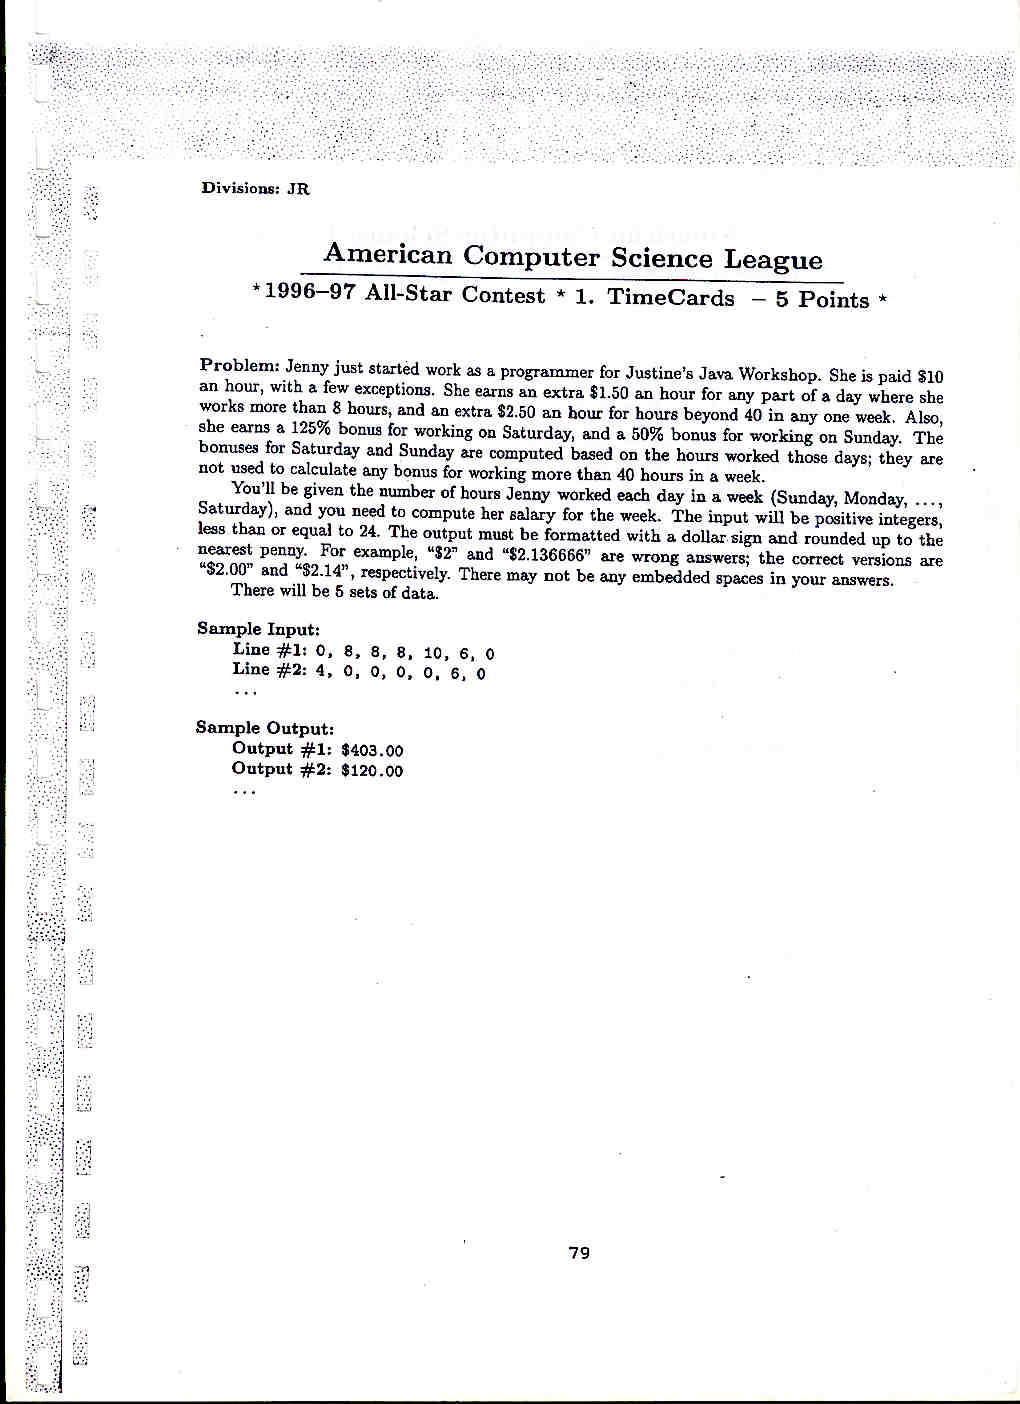 Divisions: JR
American Computer Science League
* 1996–97 All-Star Contest * 1. TimeCards – 5 Points *
Problem: Jenny just started work as a programmer for Justine's Java Workshop. She is paid $10
an hour, with a few exceptions. She earns an extra $1.50 an hour for any part of a day where she
works more than 8 hours, and an extra $2.50 an hour for hours beyond 40 in any one week. Also,
she earns a 125% bonus for working on Saturday, and a 50% bonus for working on Sunday. The
bonuses for Saturday and Sunday are computed based on the hours worked those days; they are
not used to calculate any bonus for working more than 40 hours in a week.
You'll be given the number of hours Jenny worked each day in a week (Sunday, Monday, ...,
Saturday), and you need to compute her salary for the week. The input will be positive integers,
less than or equal to 24. The output must be formatted with a dollar sign and rounded up to the
nearest penny. For example, “$2” and “$2.136666” are wrong answers; the correct versions are
“$2.00” and “$2.14”, respectively. There may not be any embedded spaces in your answers.
There will be 5 sets of data.
Sample Input:
Line #1: 0, 8, 8, 8, 10, 6, 0
Line #2: 4, 0, 0, 0, 0, 6, 0
...
Sample Output:
Output #1: $403.00
Output #2: $120.00
...
79